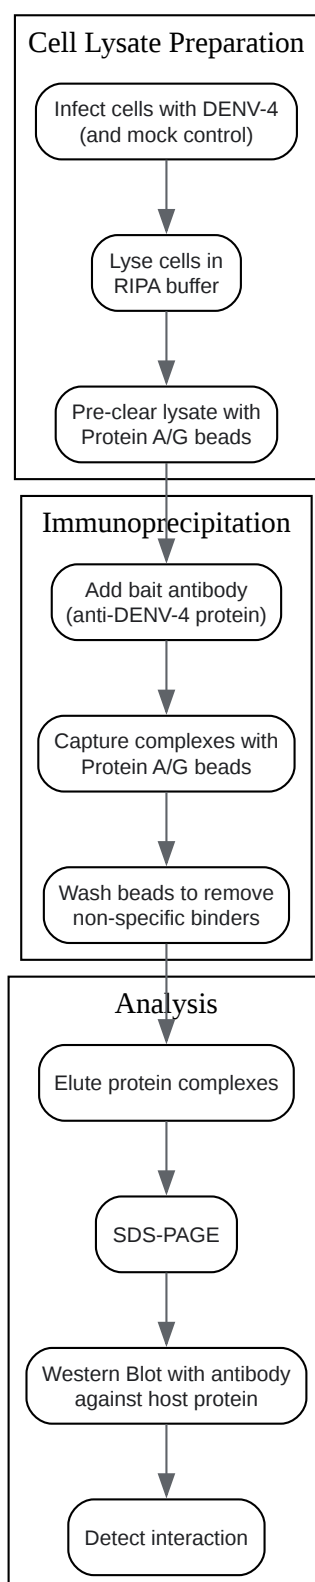 Cell Lysate Preparation
Infect cells with DENV-4
(and mock control)
Lyse cells in
RIPA buffer
Pre-clear lysate with
Protein A/G beads
Immunoprecipitation
Add bait antibody
(anti-DENV-4 protein)
Capture complexes with
Protein A/G beads
Wash beads to remove
non-specific binders
Analysis
Elute protein complexes
SDS-PAGE
Western Blot with antibody
against host protein
Detect interaction